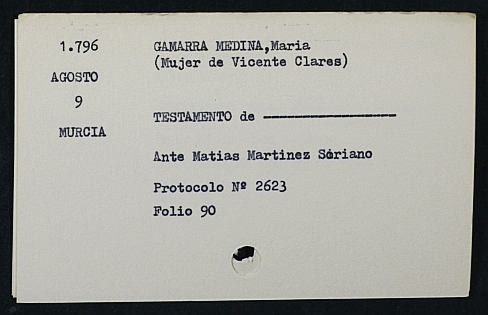 1.796
AGOSTO
9
MURCIA
GAMARRA MEDINA,Maria
(Mujer de Vicente Clares)
TESTAMENTO de --------------------
Ante Matias Martinez Soriano
Protocolo Nº 2623
Folio 90